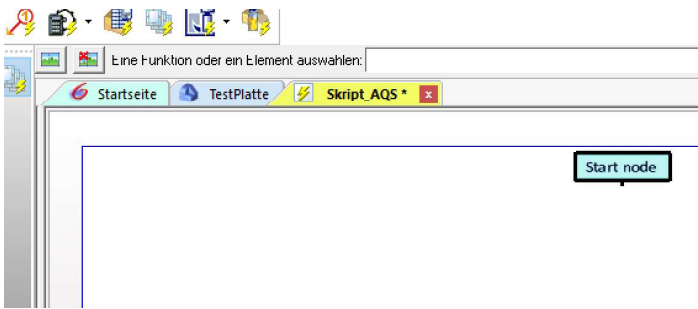 Eine Funktion oder ein Element auswählen:
Startseite
TestPlatte
Skript_AQS *
x
Start node